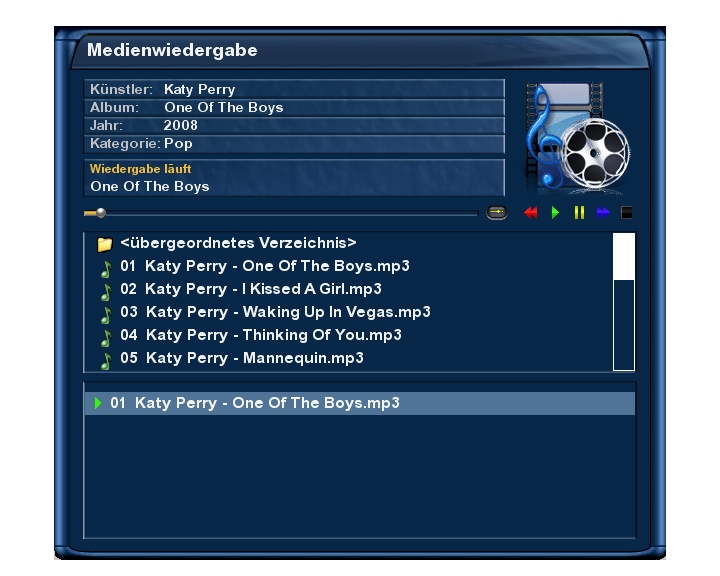 Medienwiedergabe
Künstler: Katy Perry
Album: One Of The Boys
Jahr: 2008
Kategorie: Pop
Wiedergabe läuft
One Of The Boys
<übergeordnetes Verzeichnis>
01 Katy Perry - One Of The Boys.mp3
02 Katy Perry - I Kissed A Girl.mp3
03 Katy Perry - Waking Up In Vegas.mp3
04 Katy Perry - Thinking Of You.mp3
05 Katy Perry - Mannequin.mp3
01 Katy Perry - One Of The Boys.mp3